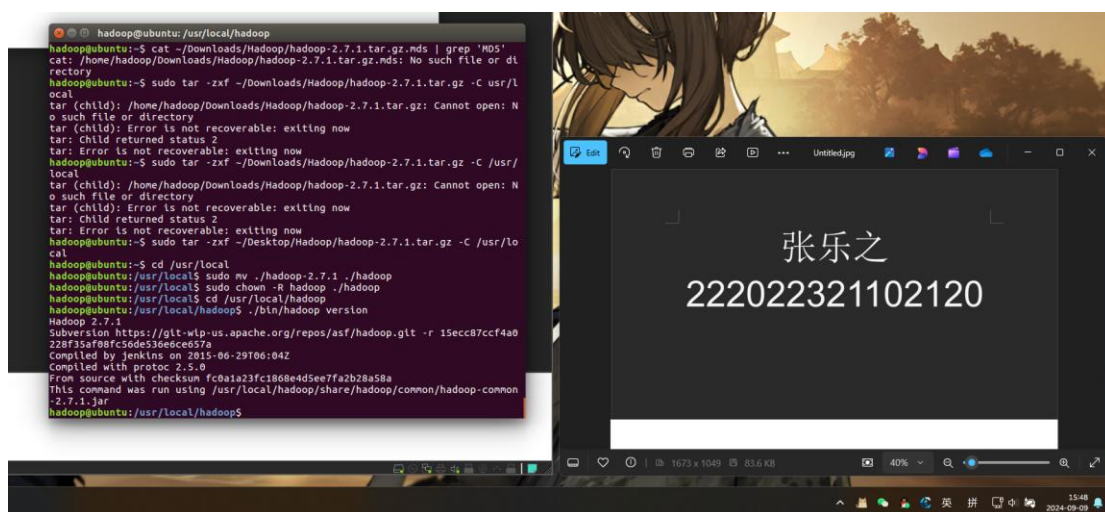 hadoop@ubuntu: /usr/local/hadoop
hadoop@ubuntu:~$ cat ~/Downloads/Hadoop/hadoop-2.7.1.tar.gz.mds | grep 'MD5'
cat: /home/hadoop/Downloads/Hadoop/hadoop-2.7.1.tar.gz.mds: No such file or di
rectory
hadoop@ubuntu:~$ sudo tar -zxf ~/Downloads/Hadoop/hadoop-2.7.1.tar.gz -C usr/l
ocal
tar (child): /home/hadoop/Downloads/Hadoop/hadoop-2.7.1.tar.gz: Cannot open: N
o such file or directory
tar (child): Error is not recoverable: exiting now
tar: Child returned status 2
tar: Error is not recoverable: exiting now
hadoop@ubuntu:~$ sudo tar -zxf ~/Downloads/Hadoop/hadoop-2.7.1.tar.gz -C /usr/
local
tar (child): /home/hadoop/Downloads/Hadoop/hadoop-2.7.1.tar.gz: Cannot open: N
o such file or directory
tar (child): Error is not recoverable: exiting now
tar: Child returned status 2
tar: Error is not recoverable: exiting now
hadoop@ubuntu:~$ sudo tar -zxf ~/Desktop/Hadoop/hadoop-2.7.1.tar.gz -C /usr/lo
cal
hadoop@ubuntu:~$ cd /usr/local
hadoop@ubuntu:/usr/local$ sudo mv ./hadoop-2.7.1 ./hadoop
hadoop@ubuntu:/usr/local$ sudo chown -R hadoop ./hadoop
hadoop@ubuntu:/usr/local$ cd /usr/local/hadoop
hadoop@ubuntu:/usr/local/hadoop$ ./bin/hadoop version
Hadoop 2.7.1
Subversion https://git-wip-us.apache.org/repos/asf/hadoop.git -r 15ecc87ccf4a0
228f35af08fc56de536e6ce657a
Compiled by jenkins on 2015-06-29T06:04Z
Compiled with protoc 2.5.0
From source with checksum fc0a1a23fc1868e4d5ee7fa2b28a58a
This command was run using /usr/local/hadoop/share/hadoop/common/hadoop-common
-2.7.1.jar
hadoop@ubuntu:/usr/local/hadoop$
Edit
Untitled.jpg
张乐之
222022321102120
1673 x 1049
83.6 KB
40%
英
拼
15:48
2024-09-09